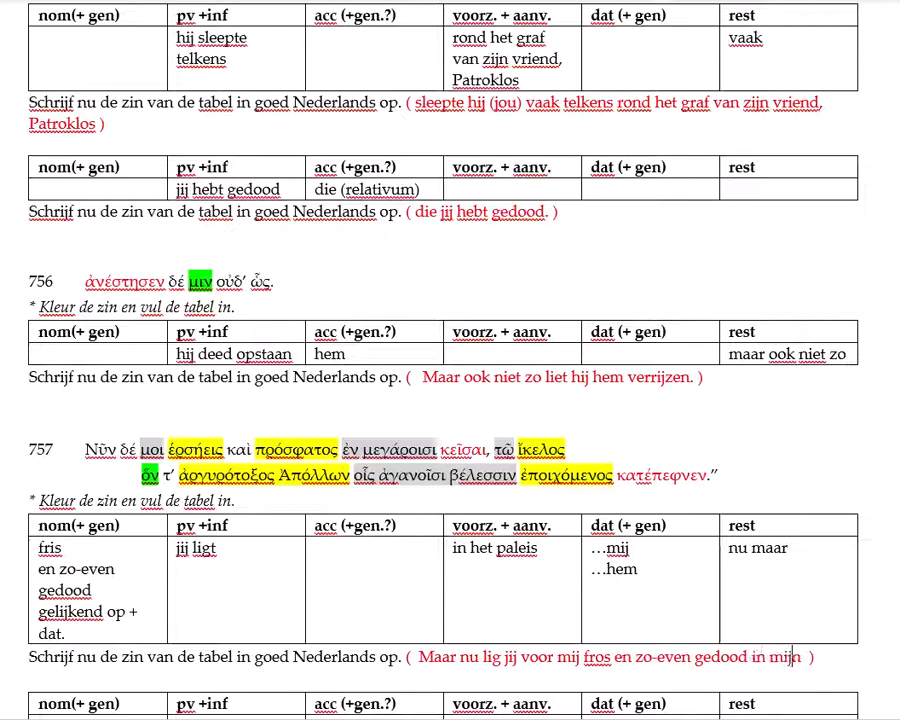 nom(+ gen) pv +inf acc (+gen.?) voorz. + aanv. dat (+ gen) rest
hij sleepte telkens rond het graf van zijn vriend, Patroklos vaak
Schrijf nu de zin van de tabel in goed Nederlands op. ( sleepte hij (jou) vaak telkens rond het graf van zijn vriend,
Patroklos )
nom(+ gen) pv +inf acc (+gen.?) voorz. + aanv. dat (+ gen) rest
jij hebt gedood die (relativum)
Schrijf nu de zin van de tabel in goed Nederlands op. ( die jij hebt gedood. )
756 ἀνέστησεν δέ μιν οὐδ’ ὧς.
* Kleur de zin en vul de tabel in.
nom(+ gen) pv +inf acc (+gen.?) voorz. + aanv. dat (+ gen) rest
hij deed opstaan hem maar ook niet zo
Schrijf nu de zin van de tabel in goed Nederlands op. ( Maar ook niet zo liet hij hem verrijzen. )
757 Νῦν δέ μοι ἑρσήεις καὶ πρόσφατος ἐν μεγάροισι κεῖσαι, τῷ ἴκελος
ὅν τ’ ἀργυρότοξος Ἀπόλλων οἷς ἀγανοῖσι βέλεσσιν ἐποιχόμενος κατέπεφνεν.”
* Kleur de zin en vul de tabel in.
nom(+ gen) pv +inf acc (+gen.?) voorz. + aanv. dat (+ gen) rest
fris jij ligt in het paleis …mij nu maar
en zo-even …hem
gedood
gelijkend op +
dat.
Schrijf nu de zin van de tabel in goed Nederlands op. ( Maar nu lig jij voor mij fros en zo-even gedood in mijn )
nom(+ gen) pv +inf acc (+gen.?) voorz. + aanv. dat (+ gen) rest